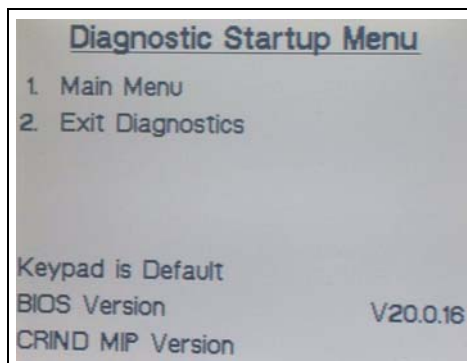 Diagnostic Startup Menu
1. Main Menu
2. Exit Diagnostics
Keypad is Default
BIOS Version V20.0.16
CRIND MIP Version